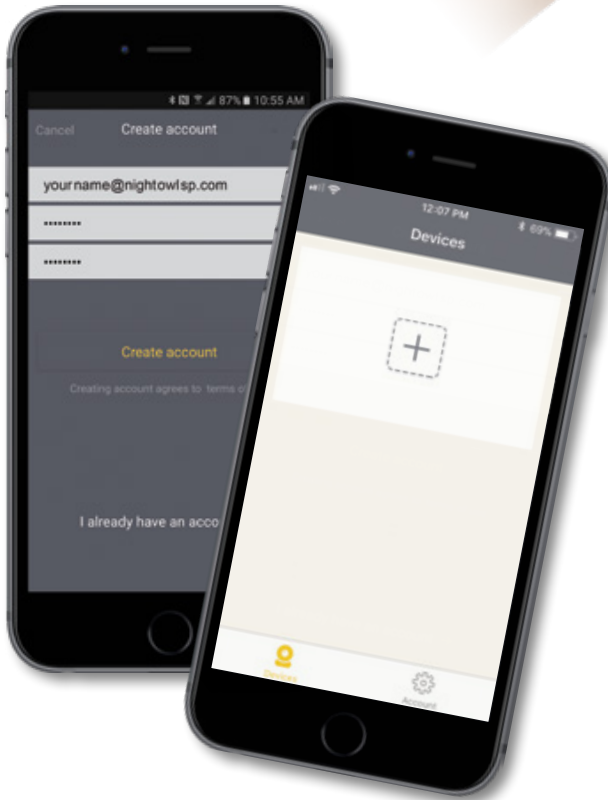 87% 10:55 AM
Cancel Create account
yourname@nightowlsp.com
••••••••
••••••••
Create account
Creating account agrees to terms
I already have an
12:07 PM
69%
Devices
+
Devices
Account